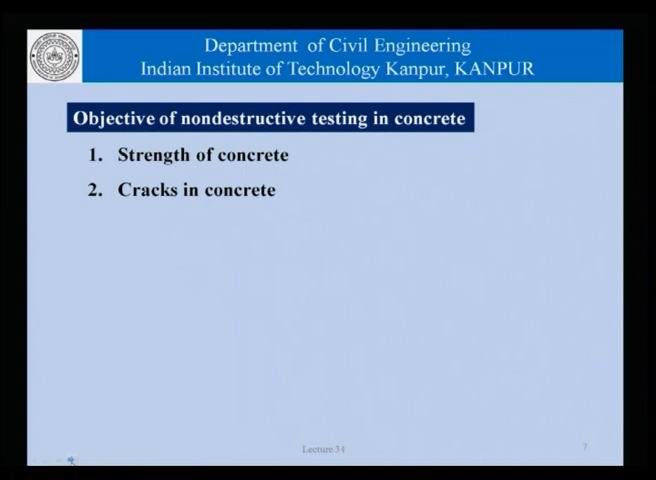 Department of Civil Engineering
Indian Institute of Technology Kanpur, KANPUR
Objective of nondestructive testing in concrete
1. Strength of concrete
2. Cracks in concrete
Lecture 34
7